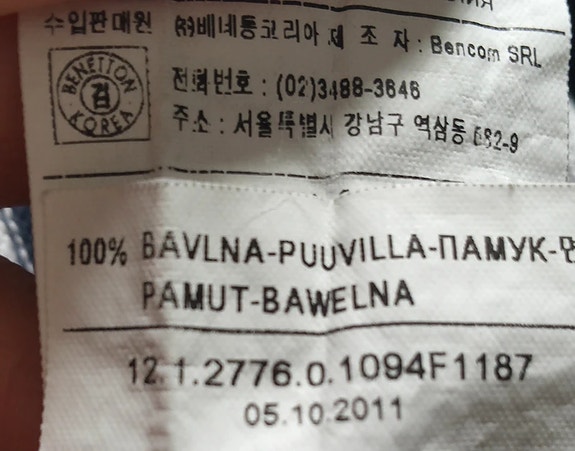 수입판매원 ㈜베네통코리아 제 조 자 : Bencom SRL
BENETTON
검
KOREA
전화번호 : (02)3488-3646
주소 : 서울특별시 강남구 역삼동 682-9
100% BAVLNA-PUUVILLA-ПАМУК-면
PAMUT-BAWELNA
12.1.2776.0.1094F1187
05.10.2011